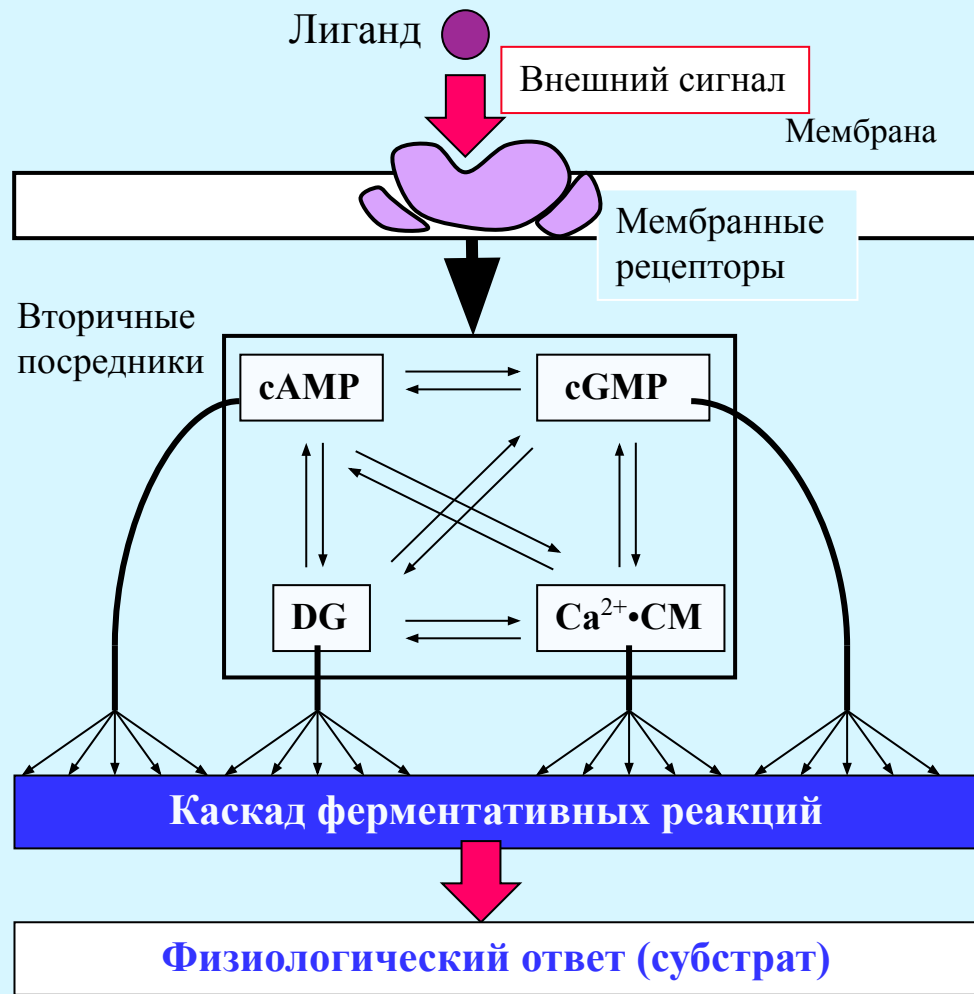 Лиганд
Внешний сигнал
Мембрана
Мембранные
рецепторы
Вторичные
посредники
cAMP
cGMP
DG
Ca²⁺•CM
Каскад ферментативных реакций
Физиологический ответ (субстрат)